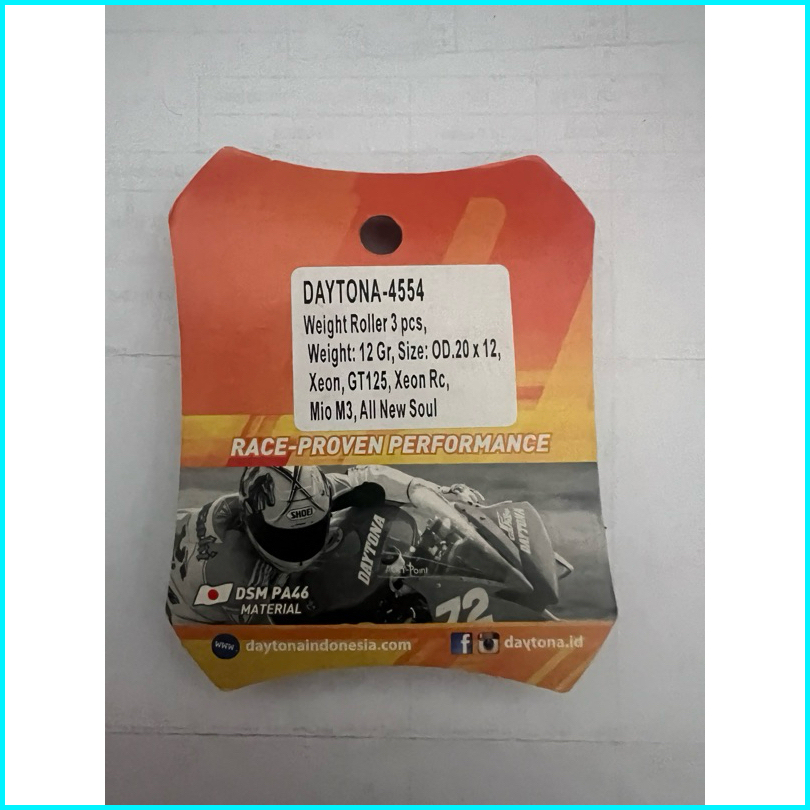 DAYTONA-4554
Weight Roller 3 pcs,
Weight: 12 Gr, Size: OD.20 x 12,
Xeon, GT125, Xeon Rc,
Mio M3, All New Soul
RACE-PROVEN PERFORMANCE
SHOEI
DAYTONA
DAYTONA
72
DSM PA46
MATERIAL
www. daytonaindonesia.com
f daytona.id